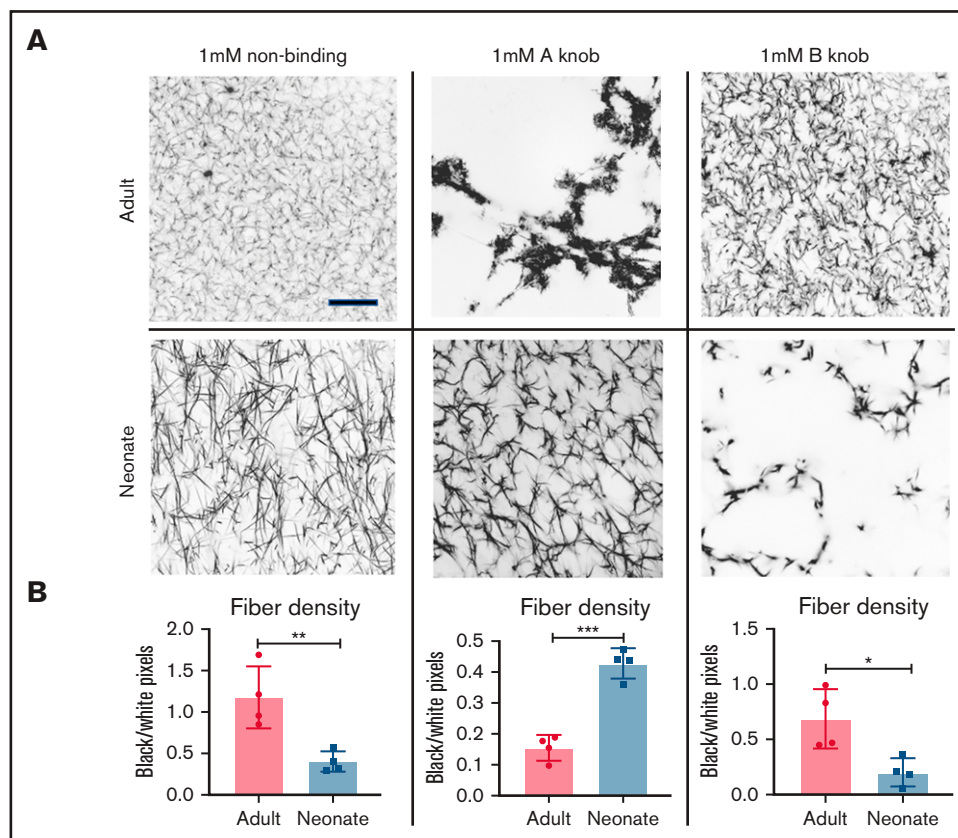 A
1mM non-binding
1mM A knob
1mM B knob
Adult
Neonate
B
Fiber density
Black/white pixels
2.0
1.5
1.0
0.5
0.0
**
Adult
Neonate
Fiber density
Black/white pixels
0.5
0.4
0.3
0.2
0.1
0.0
***
Adult
Neonate
Fiber density
Black/white pixels
1.5
1.0
0.5
0.0
*
Adult
Neonate